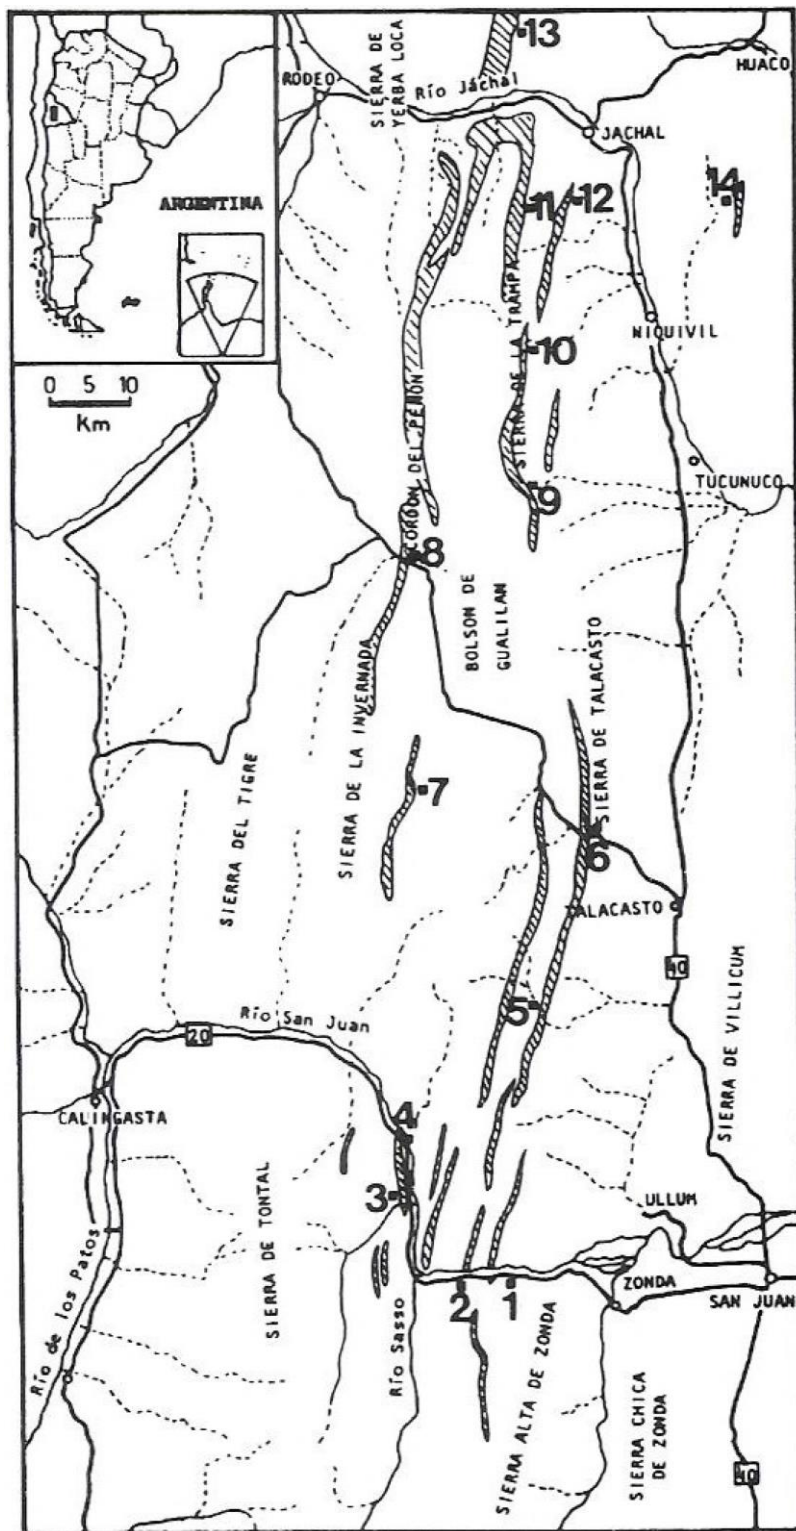 ARGENTINA
0 5 10
Km
SIERRA DE
YERBA LOCA
RODEO
Río Jáchal
13
HUACO
JACHAL
11
12
14
SIERRA DE LA TRAMPA
NIQUIVIL
10
CORDON DEL PEÑON
TUCUNUCO
9
8
BOLSON DE
GUALILAN
SIERRA DE TALACASTO
SIERRA DE LA INVERNADA
SIERRA DEL TIGRE
7
6
TALACASTO
40
5
SIERRA DE VILLICUM
Río San Juan
20
CALINGASTA
4
3
ULLUM
SIERRA DE TONTAL
Río de los Patos
2
1
ZONDA
SAN JUAN
Río Sasso
SIERRA ALTA DE ZONDA
SIERRA CHICA
DE ZONDA
40